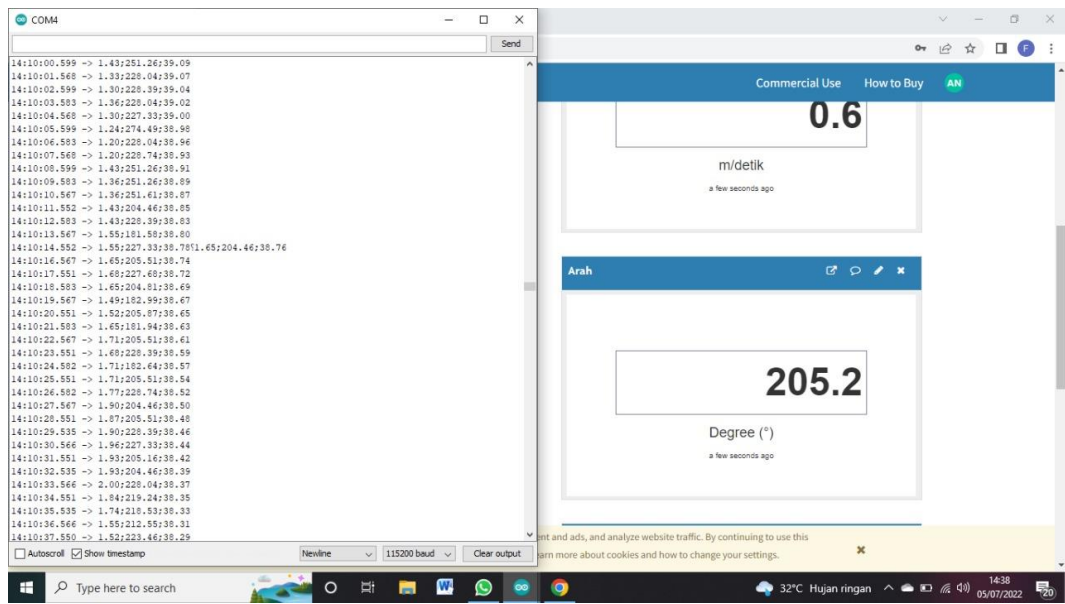 COM4
Send
14:10:00.599 -> 1.43;251.26;39.09
14:10:01.568 -> 1.33;228.04;39.07
14:10:02.599 -> 1.30;228.39;39.04
14:10:03.583 -> 1.36;228.04;39.02
14:10:04.568 -> 1.30;227.33;39.00
14:10:05.599 -> 1.24;274.49;38.98
14:10:06.583 -> 1.20;228.04;38.96
14:10:07.568 -> 1.20;228.74;38.93
14:10:08.599 -> 1.43;251.26;38.91
14:10:09.583 -> 1.36;251.26;38.89
14:10:10.567 -> 1.36;251.61;38.87
14:10:11.552 -> 1.43;204.46;38.85
14:10:12.583 -> 1.43;228.39;38.83
14:10:13.567 -> 1.55;181.58;38.80
14:10:14.552 -> 1.55;227.33;38.78⸮1.65;204.46;38.76
14:10:16.567 -> 1.65;205.51;38.74
14:10:17.551 -> 1.68;227.68;38.72
14:10:18.583 -> 1.65;204.81;38.69
14:10:19.567 -> 1.49;182.99;38.67
14:10:20.551 -> 1.52;205.87;38.65
14:10:21.583 -> 1.65;181.94;38.63
14:10:22.567 -> 1.71;205.51;38.61
14:10:23.551 -> 1.68;228.39;38.59
14:10:24.582 -> 1.71;182.64;38.57
14:10:25.551 -> 1.71;205.51;38.54
14:10:26.582 -> 1.77;228.74;38.52
14:10:27.567 -> 1.90;204.46;38.50
14:10:28.551 -> 1.87;205.51;38.48
14:10:29.535 -> 1.90;228.39;38.46
14:10:30.566 -> 1.96;227.33;38.44
14:10:31.551 -> 1.93;205.16;38.42
14:10:32.535 -> 1.93;204.46;38.39
14:10:33.566 -> 2.00;228.04;38.37
14:10:34.551 -> 1.84;219.24;38.35
14:10:35.535 -> 1.74;218.53;38.33
14:10:36.566 -> 1.55;212.55;38.31
14:10:37.550 -> 1.52;223.46;38.29
Autoscroll Show timestamp Newline 115200 baud Clear output
F
Commercial Use How to Buy AN
0.6
m/detik
a few seconds ago
Arah
205.2
Degree (°)
a few seconds ago
ent and ads, and analyze website traffic. By continuing to use this
earn more about cookies and how to change your settings.
Type here to search
32°C Hujan ringan
14:38
05/07/2022
20